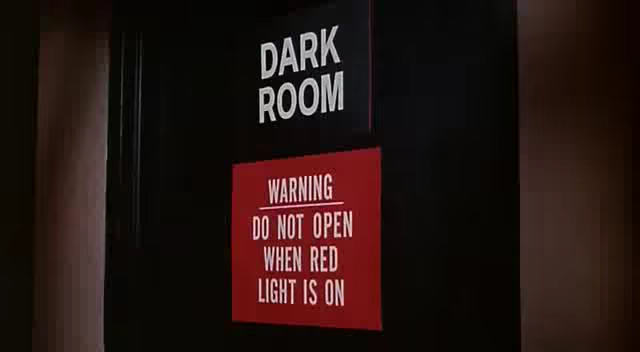 DARK
ROOM
WARNING
DO NOT OPEN
WHEN RED
LIGHT IS ON